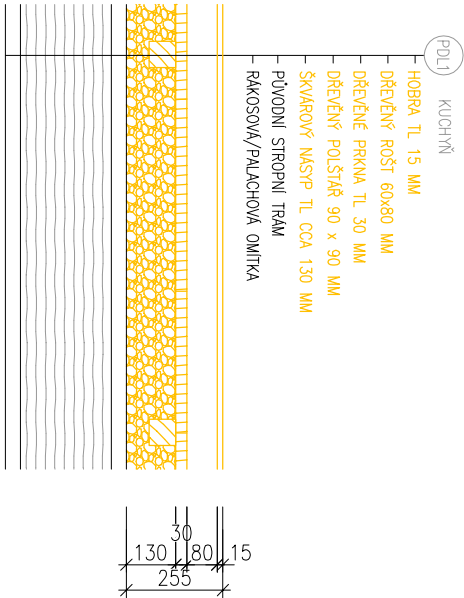 PDL1
KUCHYŇ
HOBRA TL 15 MM
DŘEVĚNÝ ROŠT 60x80 MM
DŘEVĚNÉ PRKNA TL 30 MM
DŘEVĚNÝ POLŠTÁŘ 90 x 90 MM
ŠKVÁROVÝ NÁSYP TL CCA 130 MM
PŮVODNÍ STROPNÍ TRÁM
RÁKOSOVÁ/PALACHOVÁ OMÍTKA
30
130 80 15
255